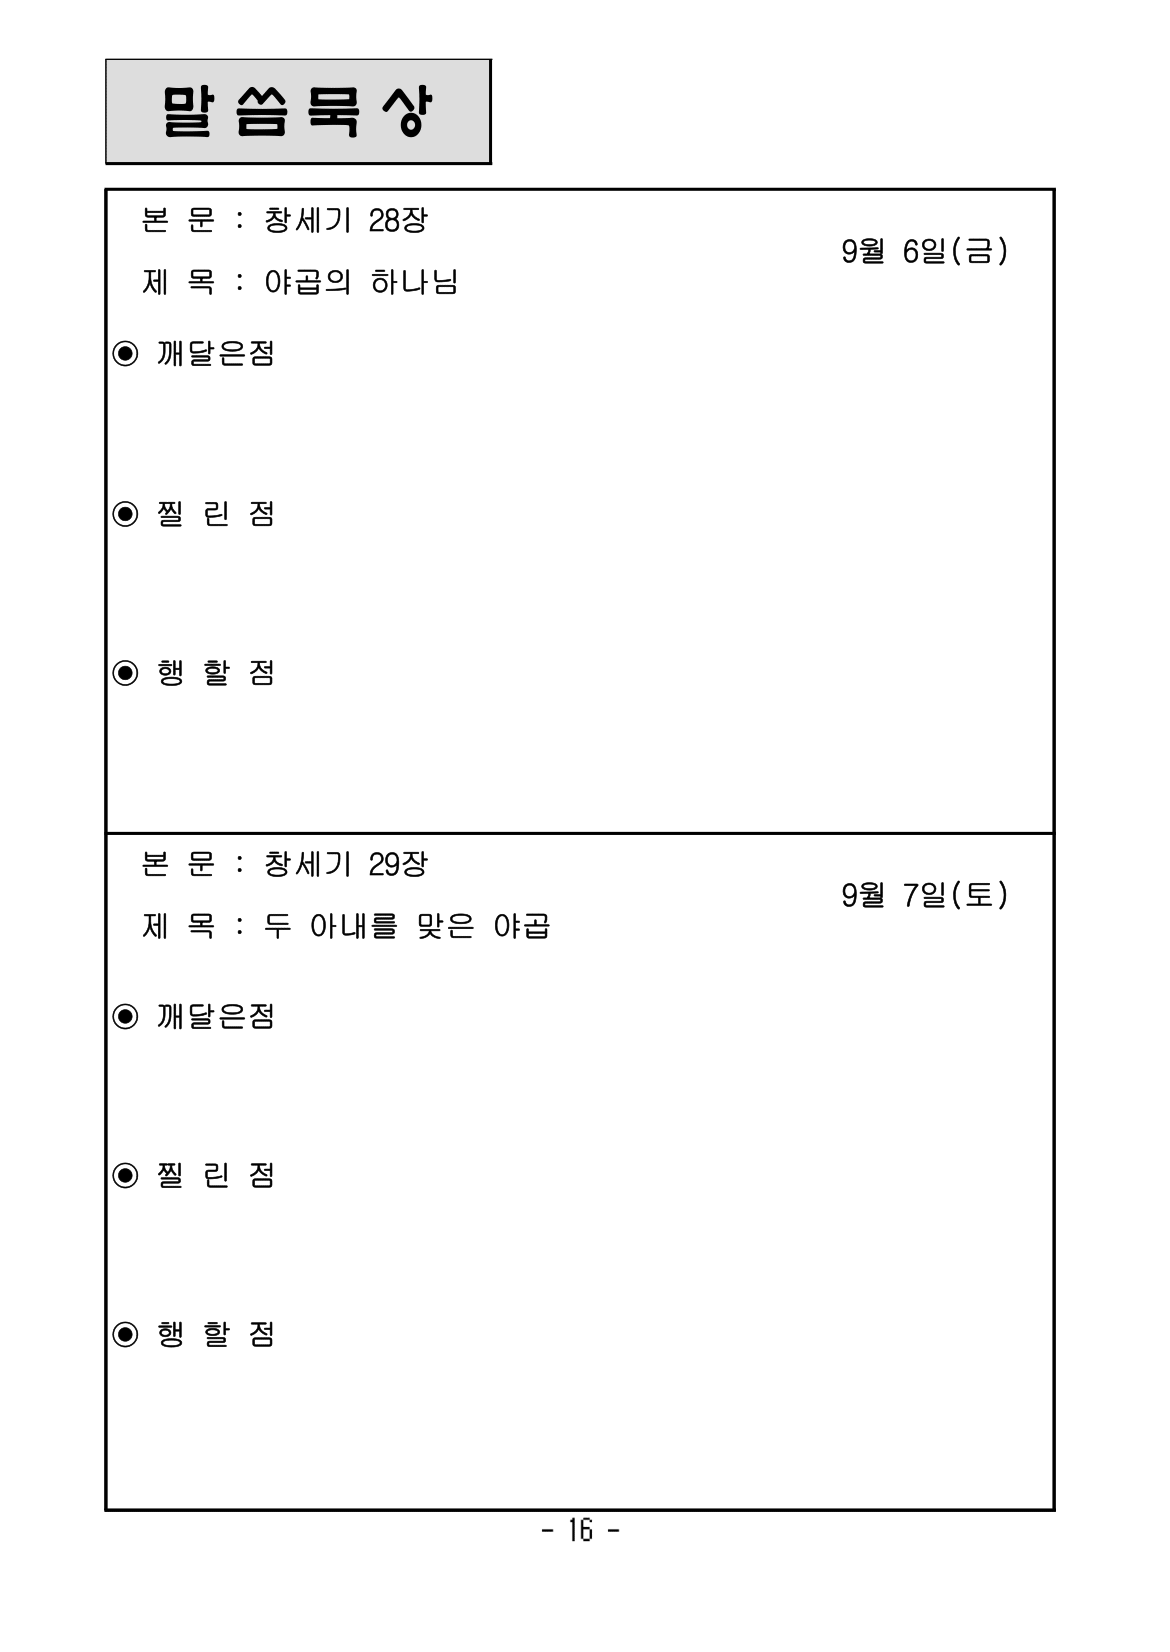 말씀묵상
본 문 : 창세기 28장
9월 6일(금)
제 목 : 야곱의 하나님
◉ 깨달은점
◉ 찔 린 점
◉ 행 할 점
본 문 : 창세기 29장
9월 7일(토)
제 목 : 두 아내를 맞은 야곱
◉ 깨달은점
◉ 찔 린 점
◉ 행 할 점
- 16 -